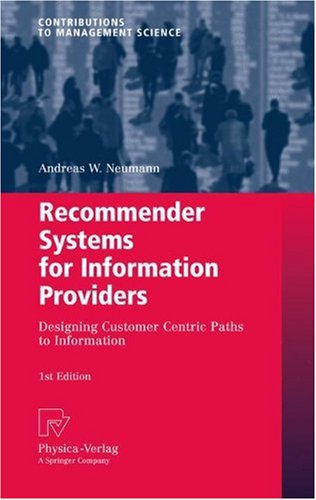 CONTRIBUTIONS
TO MANAGEMENT SCIENCE
Andreas W. Neumann
Recommender
Systems
for Information
Providers
Designing Customer Centric Paths
to Information
1st Edition
Physica-Verlag
A Springer Company